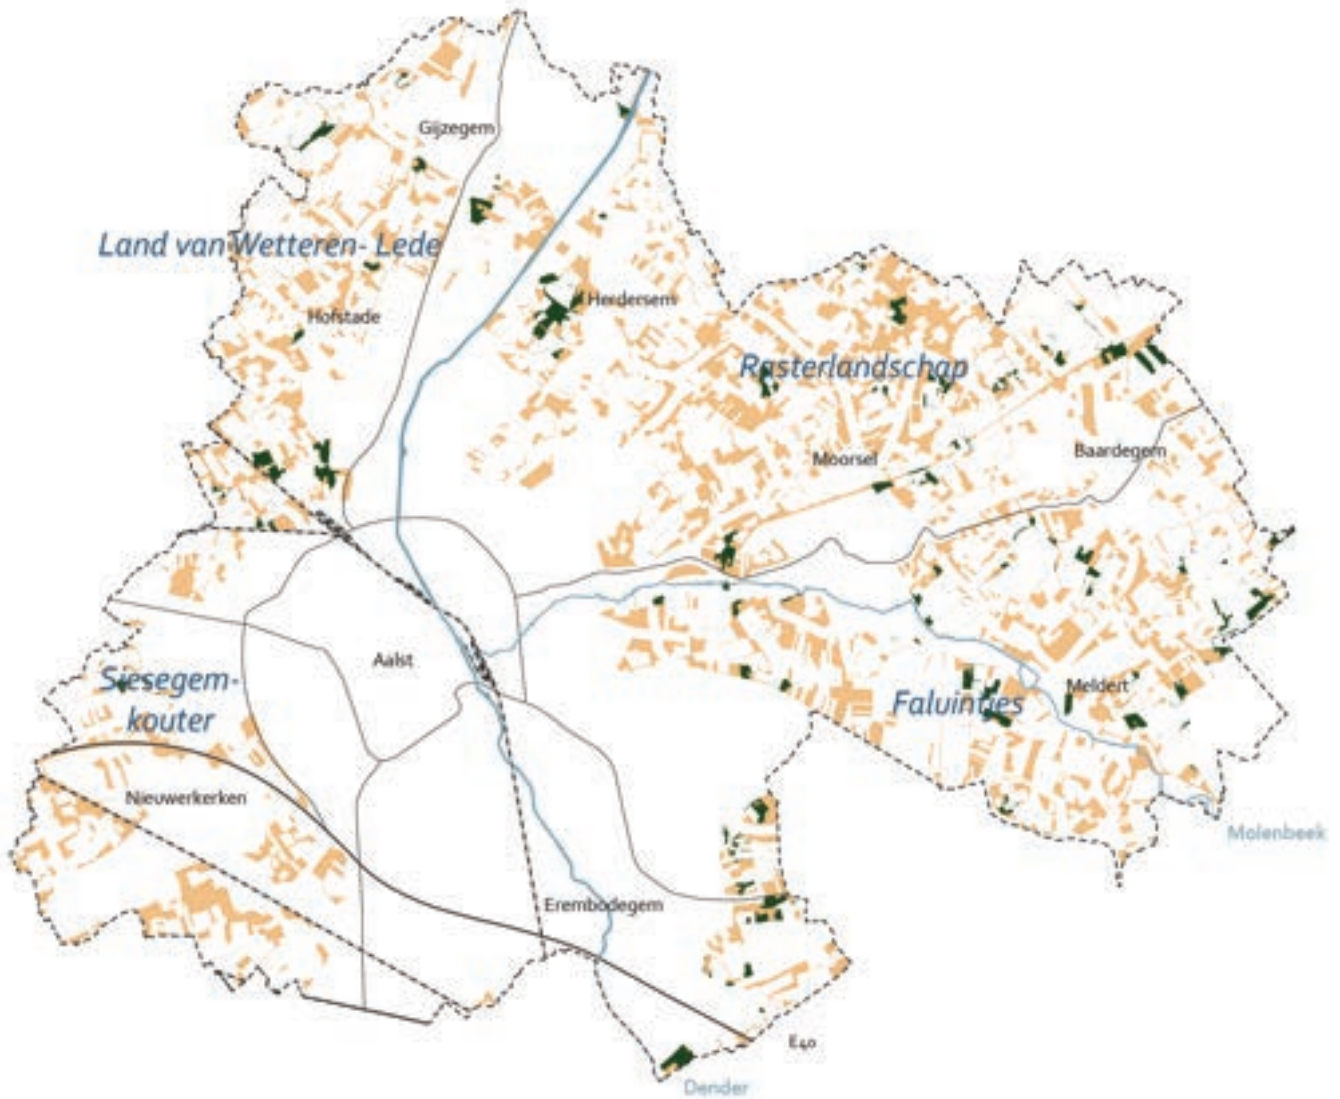 Gijzegem
Land van Wetteren- Lede
Herdersem
Hofstade
Rasterlandschap
Moorsel
Baardegem
Aalst
Siesegem-
kouter
Meldert
Faluintjes
Nieuwerkerken
Molenbeek
Erembodegem
E40
Dender